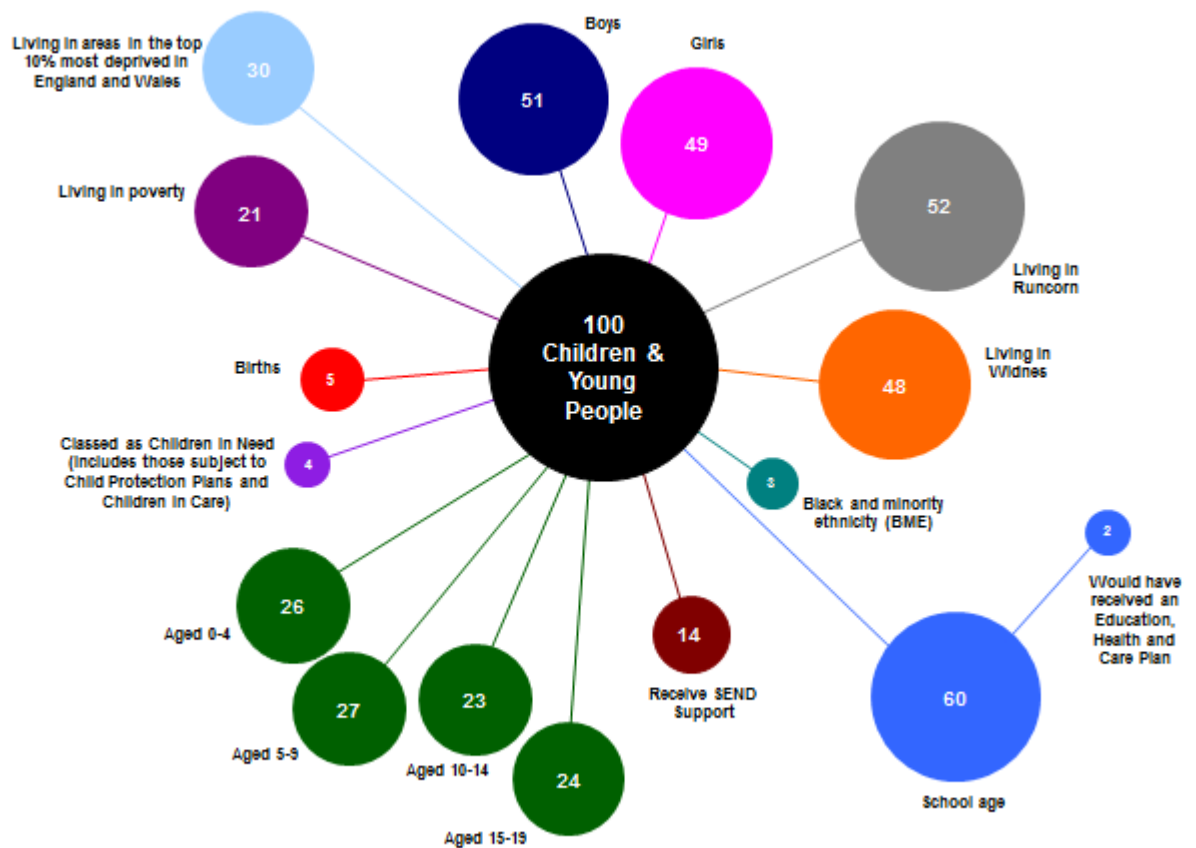 Boys
51
Girls
49
Living in areas in the top
10% most deprived in
England and Wales
30
Living in poverty
21
52
Living in
Runcorn
100
Children &
Young
People
Births
5
48
Living in
Widnes
Classed as Children in Need
(includes those subject to
Child Protection Plans and
Children in Care)
4
Black and minority
ethnicity (BME)
2
Would have
received an
Education,
Health and
Care Plan
26
Aged 0-4
27
Aged 5-9
23
Aged 10-14
24
Aged 15-19
14
Receive SEND
Support
60
School age